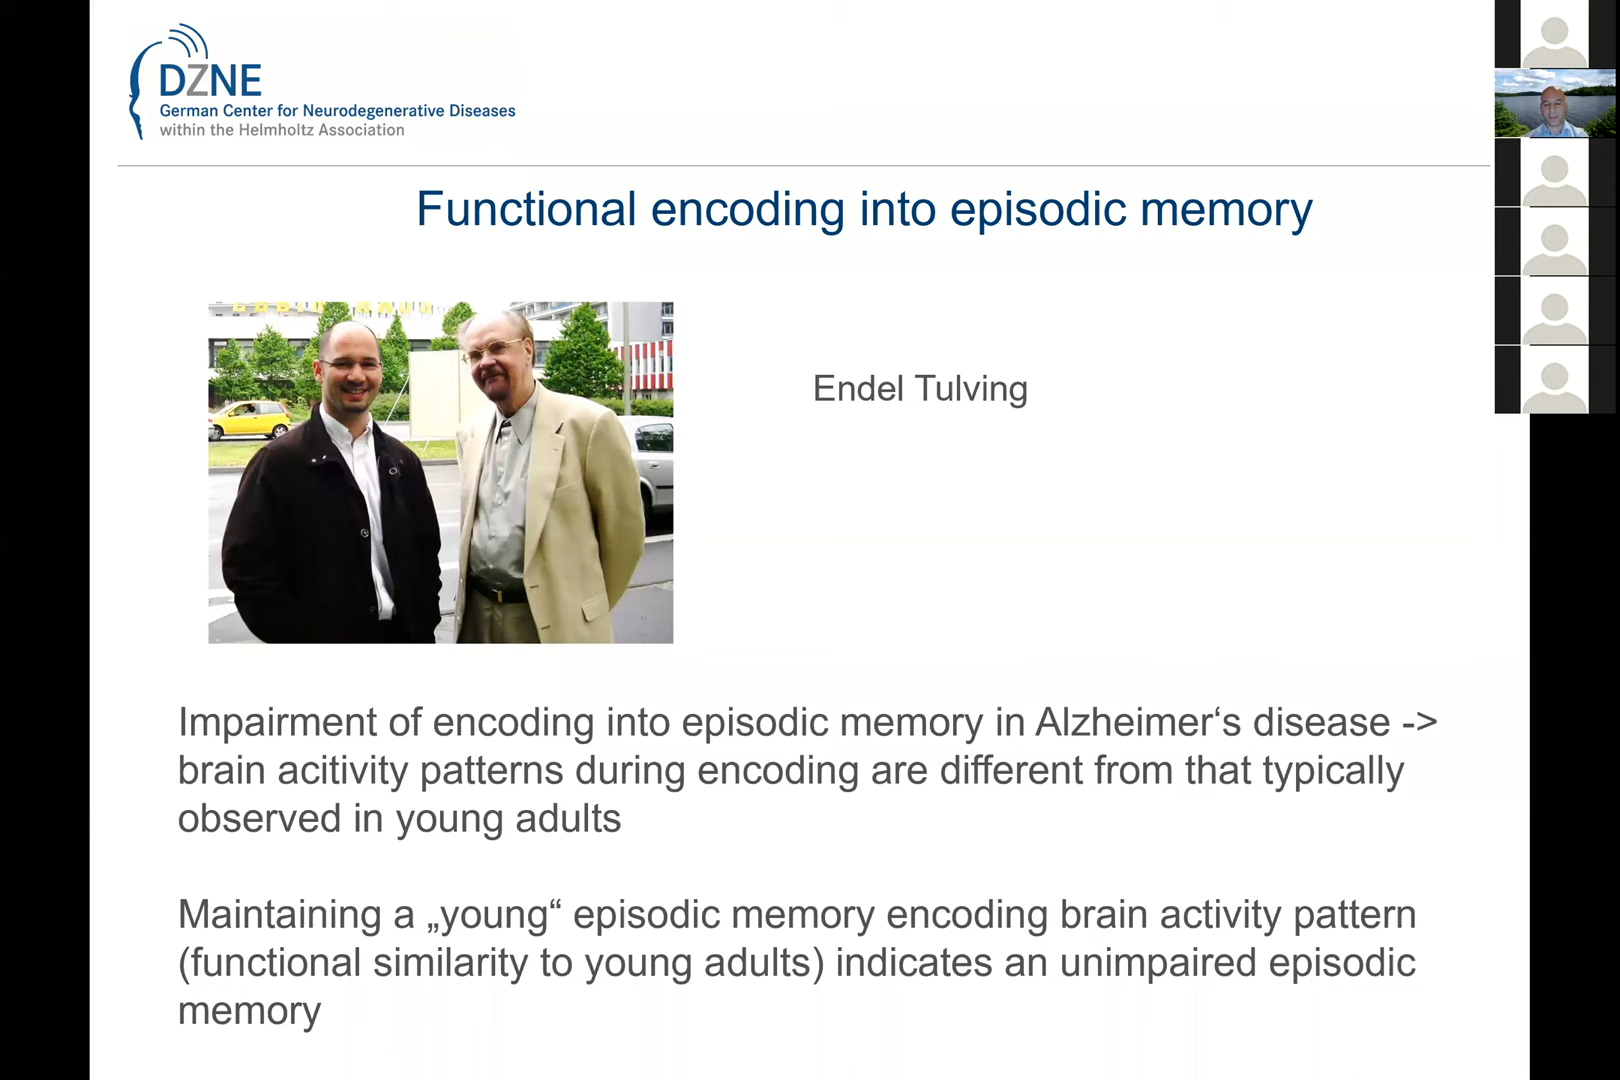 DZNE
German Center for Neurodegenerative Diseases
within the Helmholtz Association
Functional encoding into episodic memory
Endel Tulving
Impairment of encoding into episodic memory in Alzheimer‘s disease ->
brain acitivity patterns during encoding are different from that typically
observed in young adults
Maintaining a „young“ episodic memory encoding brain activity pattern
(functional similarity to young adults) indicates an unimpaired episodic
memory